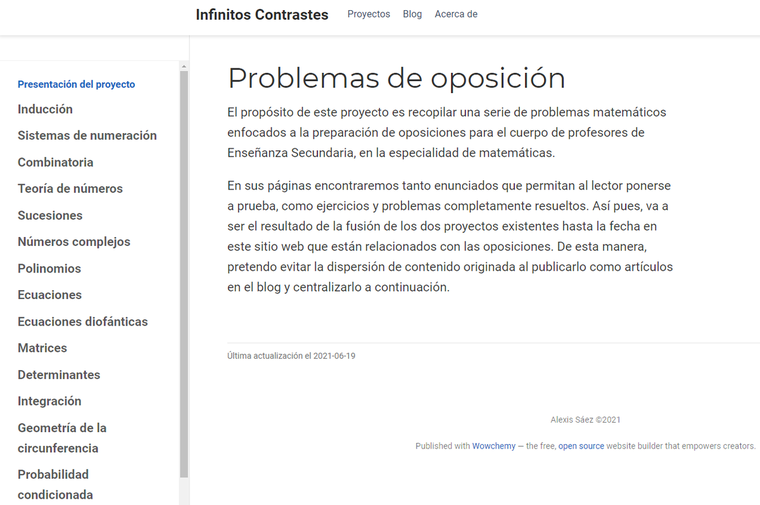 Infinitos Contrastes Proyectos Blog Acerca de
Presentación del proyecto
Inducción
Sistemas de numeración
Combinatoria
Teoría de números
Sucesiones
Números complejos
Polinomios
Ecuaciones
Ecuaciones diofánticas
Matrices
Determinantes
Integración
Geometría de la
circunferencia
Probabilidad
condicionada
Problemas de oposición
El propósito de este proyecto es recopilar una serie de problemas matemáticos
enfocados a la preparación de oposiciones para el cuerpo de profesores de
Enseñanza Secundaria, en la especialidad de matemáticas.
En sus páginas encontraremos tanto enunciados que permitan al lector ponerse
a prueba, como ejercicios y problemas completamente resueltos. Así pues, va a
ser el resultado de la fusión de los dos proyectos existentes hasta la fecha en
este sitio web que están relacionados con las oposiciones. De esta manera,
pretendo evitar la dispersión de contenido originada al publicarlo como artículos
en el blog y centralizarlo a continuación.
Última actualización el 2021-06-19
Alexis Sáez ©2021
Published with Wowchemy — the free, open source website builder that empowers creators.